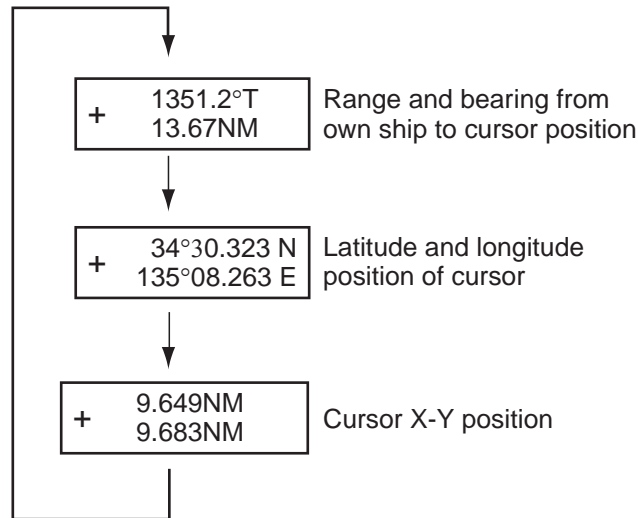 + 1351.2°T
13.67NM
Range and bearing from
own ship to cursor position
+ 34°30.323 N
135°08.263 E
Latitude and longitude
position of cursor
+ 9.649NM
9.683NM
Cursor X-Y position